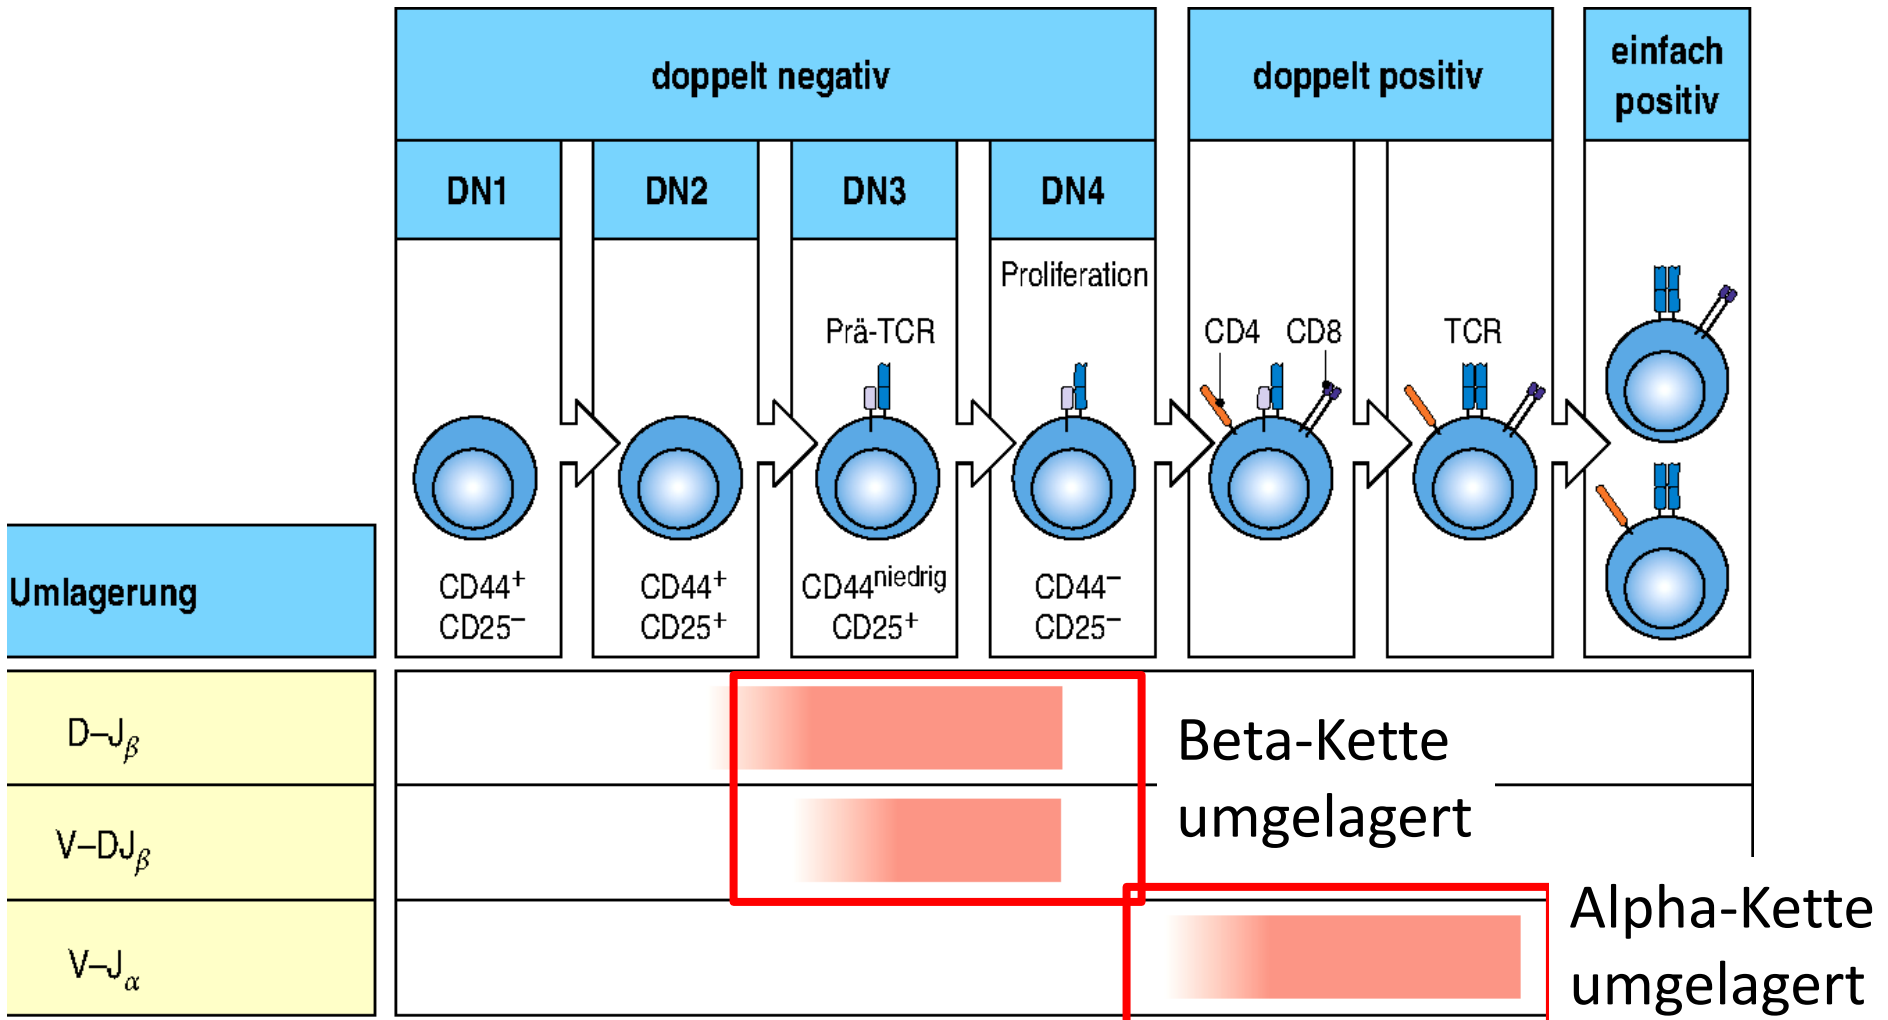 doppelt negativ
doppelt positiv
einfach
positiv
DN1
DN2
DN3
DN4
Proliferation
Prä-TCR
CD4
CD8
TCR
CD44⁺
CD25⁻
CD44⁺
CD25⁺
CD44ⁿⁱᵉᵈʳⁱᵍ
CD25⁺
CD44⁻
CD25⁻
Umlagerung
D–Jᵦ
Beta-Kette
umgelagert
V–DJᵦ
Alpha-Kette
umgelagert
V–Jα